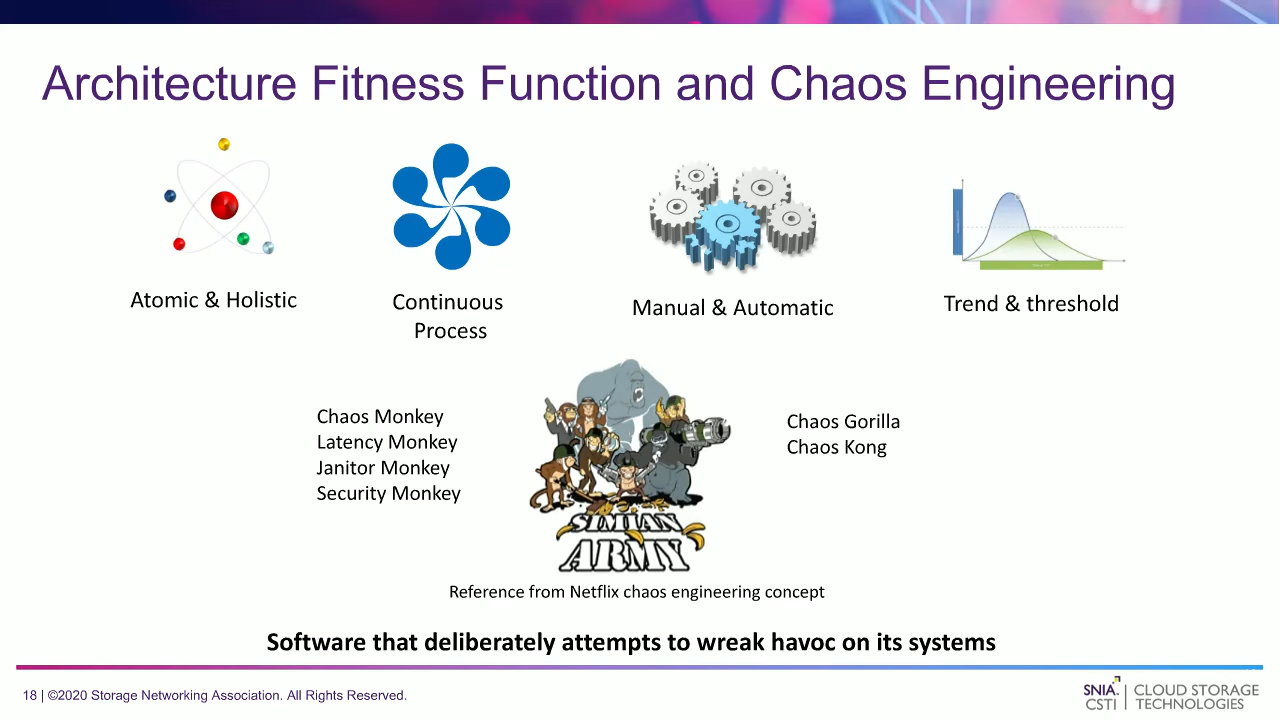 Architecture Fitness Function and Chaos Engineering
Atomic & Holistic
Continuous
Process
Manual & Automatic
Trend & threshold
Chaos Monkey
Latency Monkey
Janitor Monkey
Security Monkey
SIMIAN
ARMY
Chaos Gorilla
Chaos Kong
Reference from Netflix chaos engineering concept
Software that deliberately attempts to wreak havoc on its systems
18 | ©2020 Storage Networking Association. All Rights Reserved.
SNIA.
CSTI
CLOUD STORAGE
TECHNOLOGIES